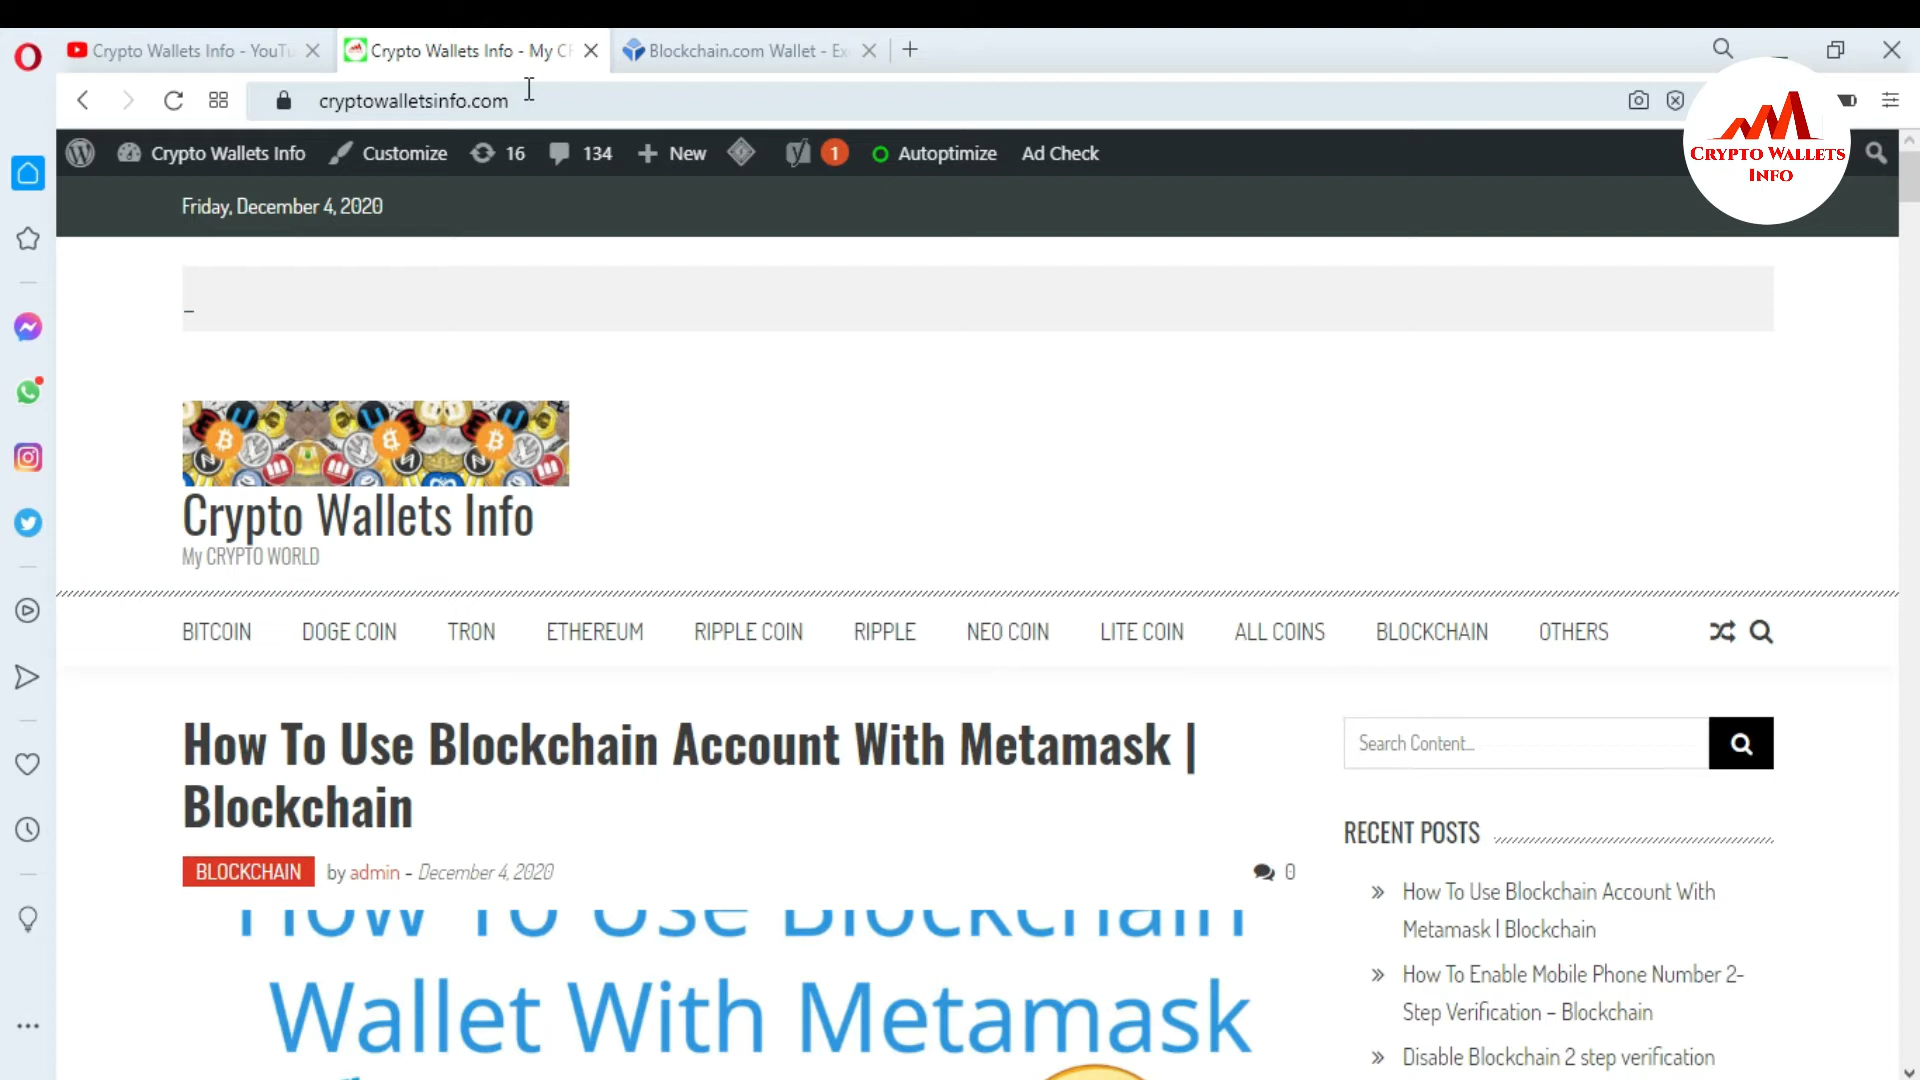 Crypto Wallets Info - YouTu
Crypto Wallets Info - My C
Blockchain.com Wallet - Ex
cryptowalletsinfo.com
CRYPTO WALLETS
INFO
Crypto Wallets Info
Customize
16
134
New
1
Autoptimize
Ad Check
Friday, December 4, 2020
_
Crypto Wallets Info
My CRYPTO WORLD
BITCOIN
DOGE COIN
TRON
ETHEREUM
RIPPLE COIN
RIPPLE
NEO COIN
LITE COIN
ALL COINS
BLOCKCHAIN
OTHERS
How To Use Blockchain Account With Metamask |
Blockchain
BLOCKCHAIN by admin - December 4, 2020
0
How To Use Blockchain
Wallet With Metamask
Search Content...
RECENT POSTS
» How To Use Blockchain Account With
Metamask | Blockchain
» How To Enable Mobile Phone Number 2-
Step Verification – Blockchain
» Disable Blockchain 2 step verification